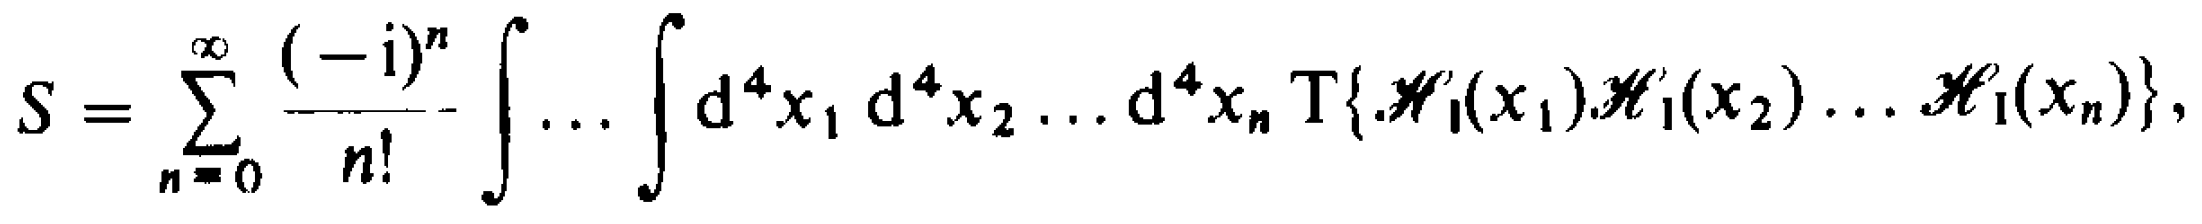 S = \sum_{n=0}^{\infty} \frac{(-i)^n}{n!} \int \dots \int d^4x_1 \, d^4x_2 \dots d^4x_n \, T\{\mathscr{H}_I(x_1)\mathscr{H}_I(x_2) \dots \mathscr{H}_I(x_n)\},